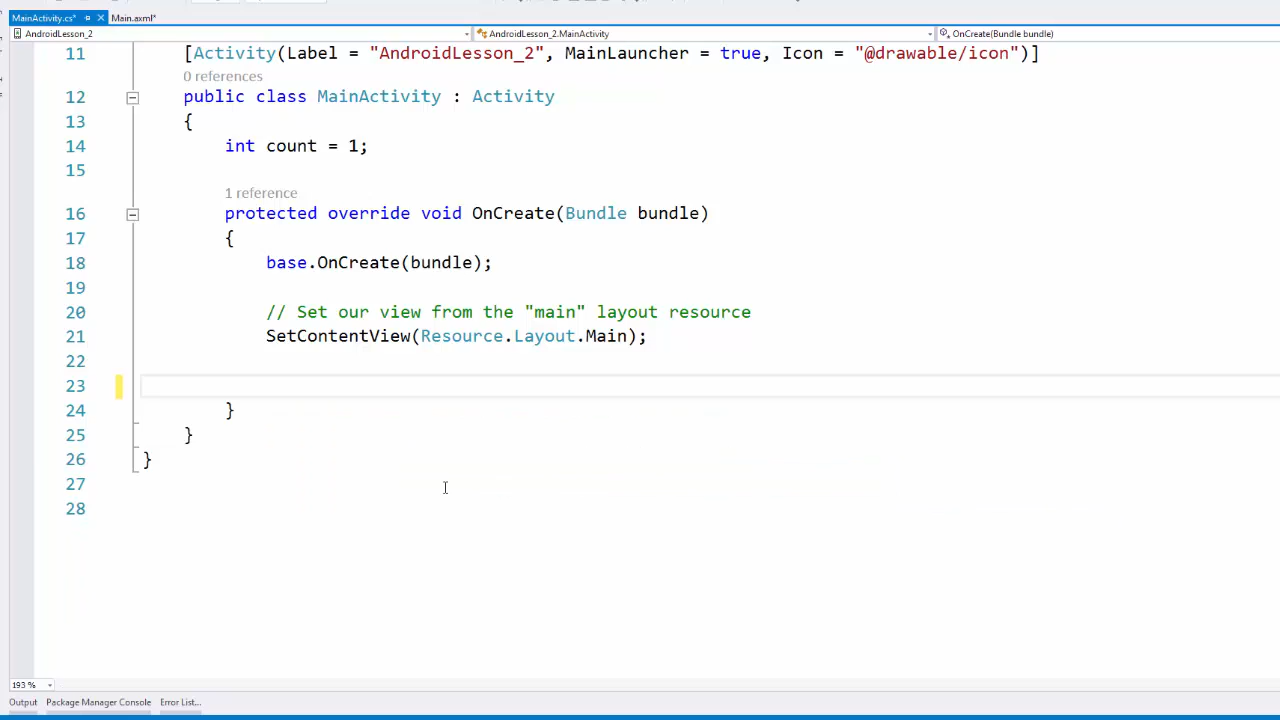 MainActivity.cs*
Main.axml*
AndroidLesson_2
AndroidLesson_2.MainActivity
OnCreate(Bundle bundle)
11 [Activity(Label = "AndroidLesson_2", MainLauncher = true, Icon = "@drawable/icon")]
0 references
12 public class MainActivity : Activity
13 {
14 int count = 1;
15
1 reference
16 protected override void OnCreate(Bundle bundle)
17 {
18 base.OnCreate(bundle);
19
20 // Set our view from the "main" layout resource
21 SetContentView(Resource.Layout.Main);
22
23
24 }
25 }
26 }
27
28
193 %
Output Package Manager Console Error List...